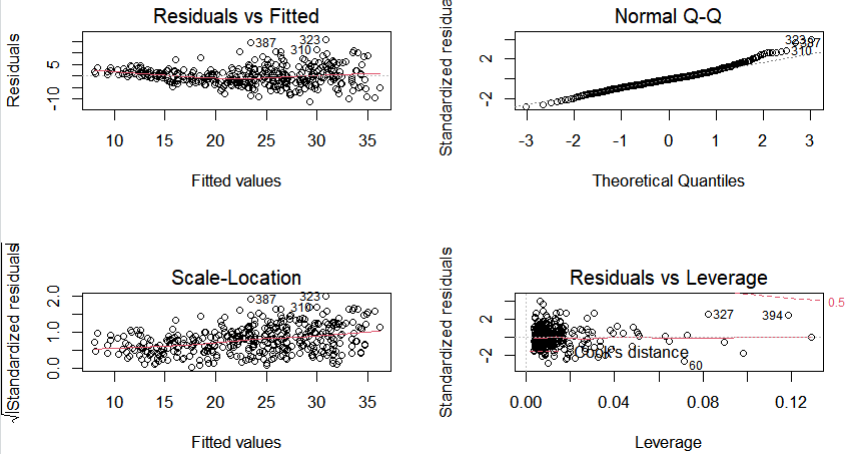 Residuals vs Fitted
Residuals
5
-10
387
323
310
10 15 20 25 30 35
Fitted values
Normal Q-Q
Standardized residua
2
-2
310
-3 -2 -1 0 1 2 3
Theoretical Quantiles
Scale-Location
√|Standardized residuals|
2.0
1.0
0.0
387
323
310
10 15 20 25 30 35
Fitted values
Residuals vs Leverage
Standardized residuals
2
-2
327
394
0.5
Cook's distance
60
0.00 0.04 0.08 0.12
Leverage